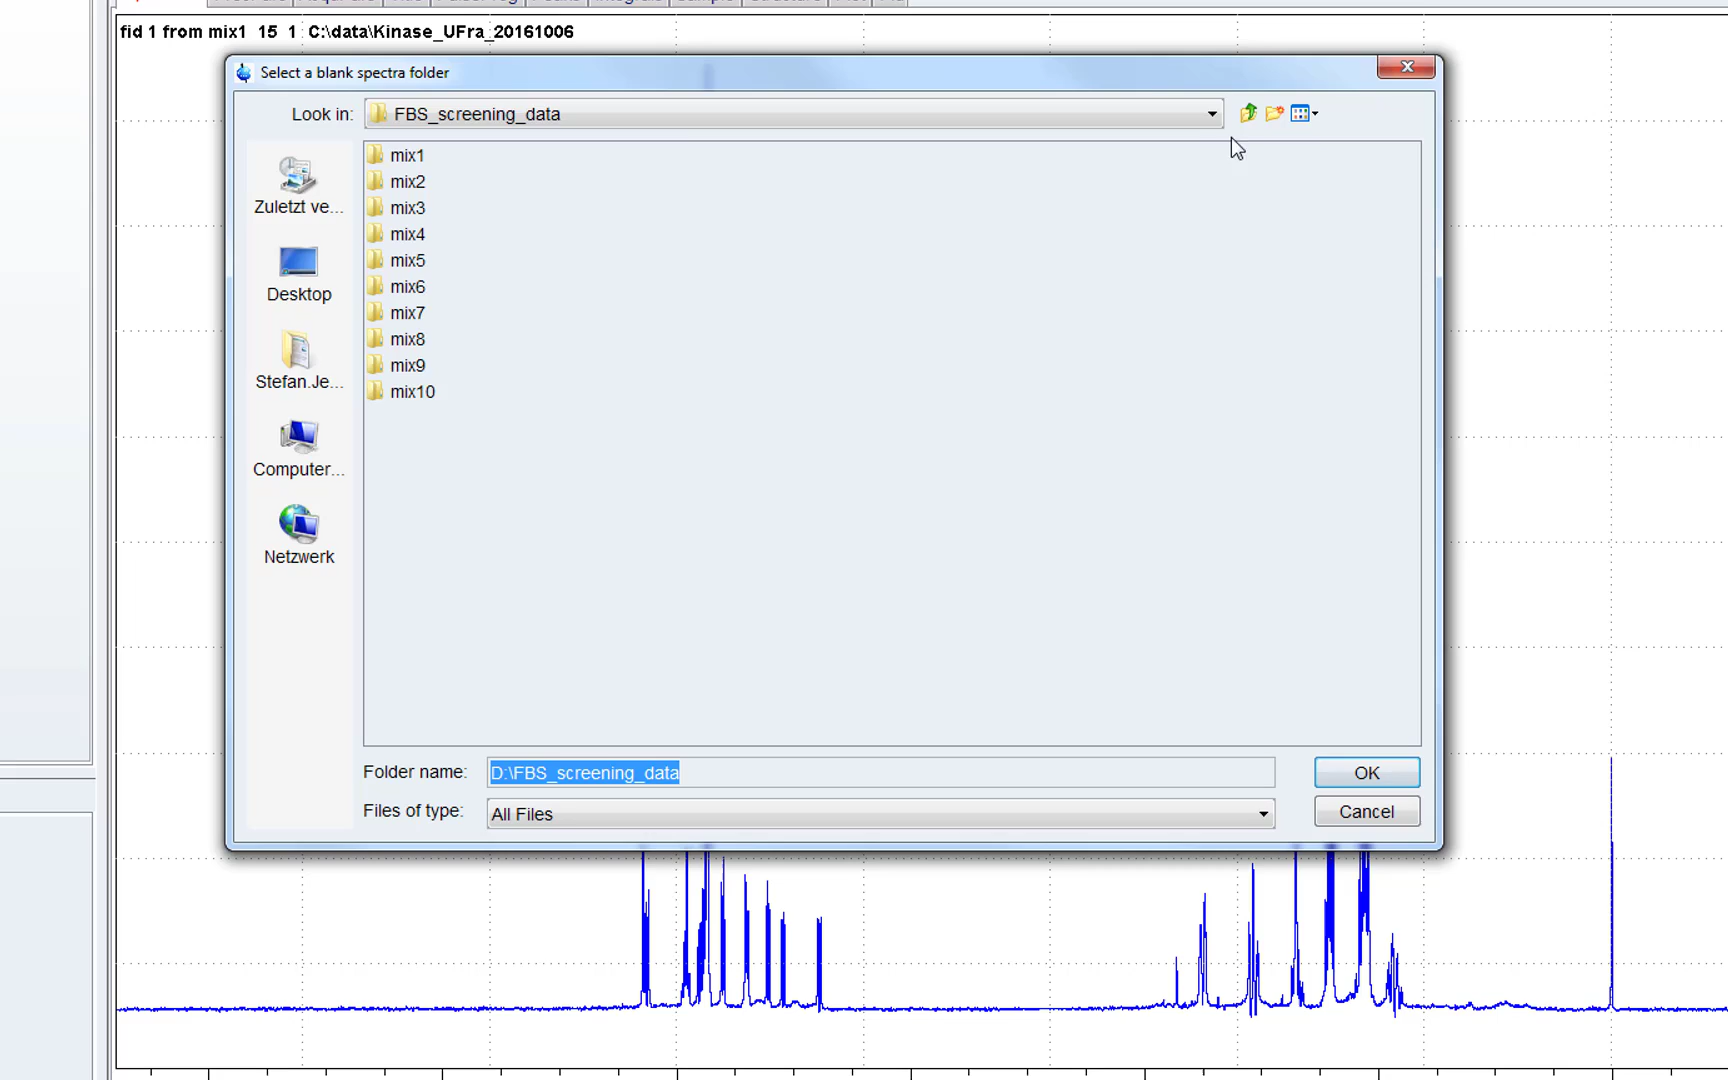 fid 1 from mix1 15 1 C:\data\Kinase_UFra_20161006
Select a blank spectra folder
Look in: FBS_screening_data
mix1
mix2
mix3
mix4
mix5
mix6
mix7
mix8
mix9
mix10
Zuletzt ve...
Desktop
Stefan.Je...
Computer...
Netzwerk
Folder name: D:\FBS_screening_data
OK
Files of type: All Files
Cancel